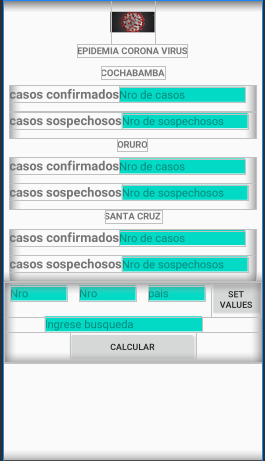 EPIDEMIA CORONA VIRUS
COCHABAMBA
casos confirmados Nro de casos
casos sospechosos Nro de sospechosos
ORURO
casos confirmados Nro de casos
casos sospechosos Nro de sospechosos
SANTA CRUZ
casos confirmados Nro de casos
casos sospechosos Nro de sospechosos
Nro Nro pais SET
VALUES
Ingrese busqueda
CALCULAR